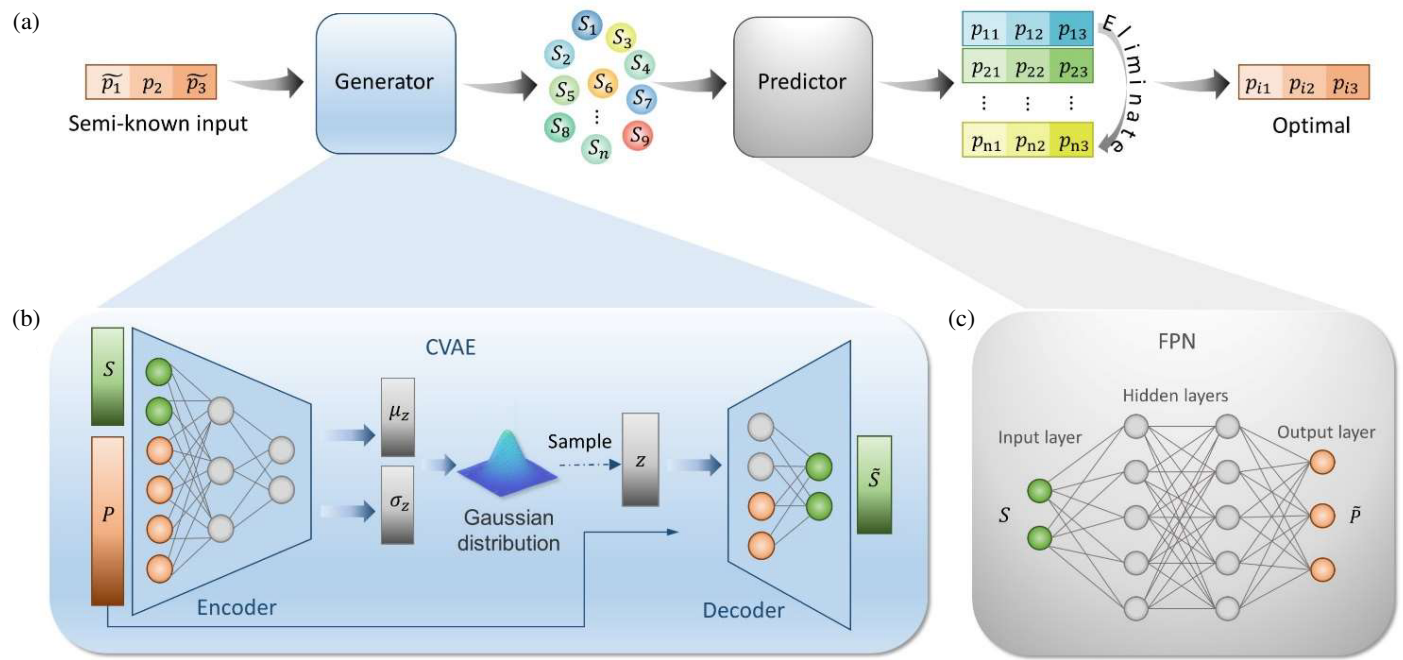 (a)
p̃₁ p₂ p̃₃
Semi-known input
Generator
S₁
S₂
S₃
S₄
S₅
S₆
S₇
⋮
S₈
S₉
Sₙ
Predictor
p₁₁ p₁₂ p₁₃
p₂₁ p₂₂ p₂₃
⋮ ⋮ ⋮
pₙ₁ pₙ₂ pₙ₃
Eliminate
pᵢ₁ pᵢ₂ pᵢ₃
Optimal
(b)
CVAE
S
P
Encoder
μ_z
σ_z
Gaussian
distribution
Sample
z
Decoder
S̃
(c)
FPN
Hidden layers
Input layer
Output layer
S
P̃